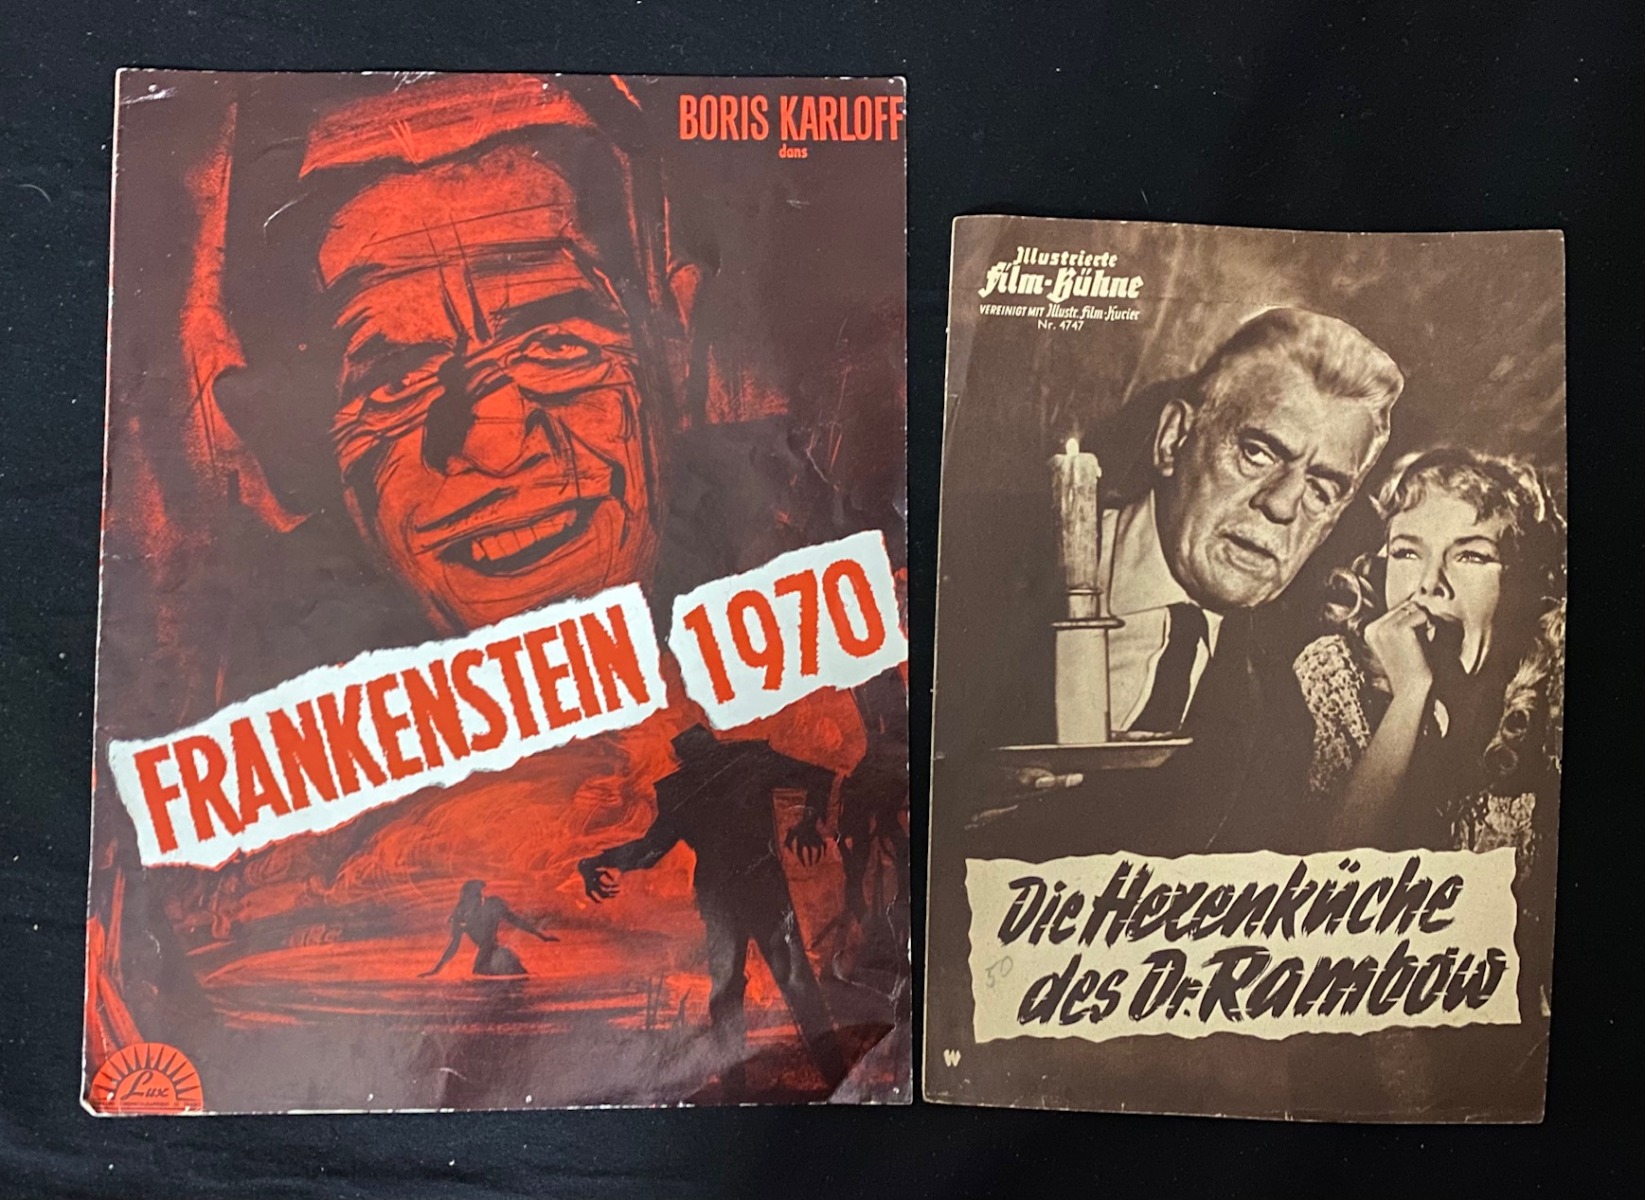 BORIS KARLOFF
dans
FRANKENSTEIN 1970
Lux
Illustrierte
Film-Bühne
VEREINIGT MIT Illustr. Film-Kurier
Nr. 4747
Die Hexenküche
des Dr. Rambow
50
W